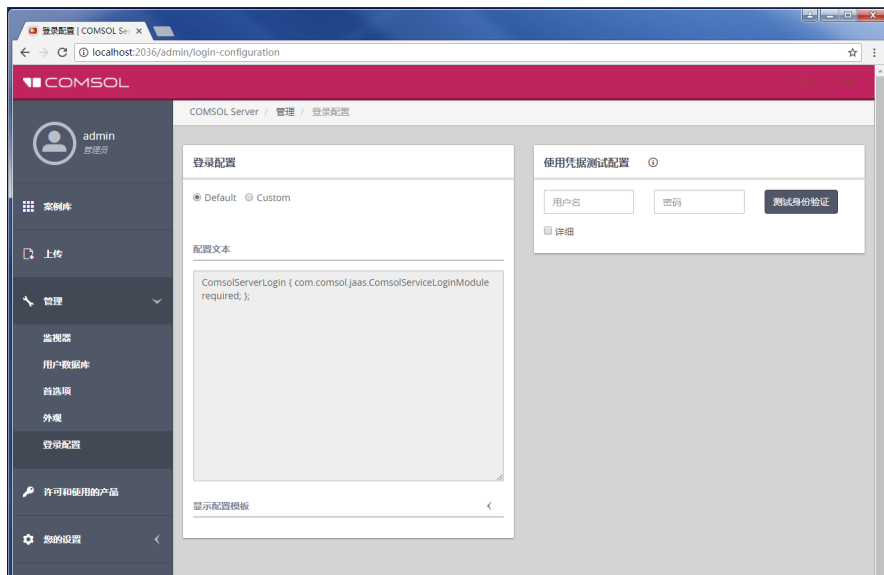 登录配置 | COMSOL Se
localhost:2036/admin/login-configuration
COMSOL
admin
管理员
案例库
上传
管理
监视器
用户数据库
首选项
外观
登录配置
许可和使用的产品
您的设置
COMSOL Server / 管理 / 登录配置
登录配置
Default Custom
配置文本
ComsolServerLogin { com.comsol.jaas.ComsolServiceLoginModule
required; };
显示配置模板
使用凭据测试配置
用户名 密码 测试身份验证
详细